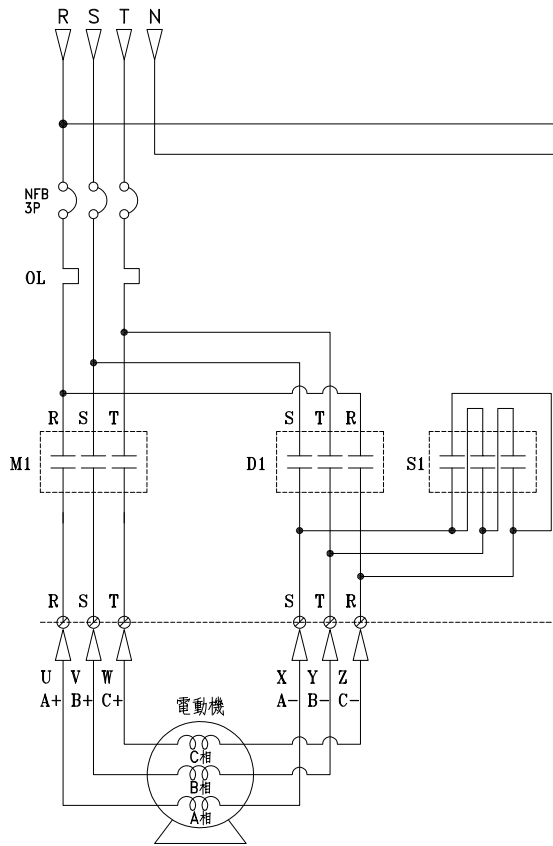 R S T N
NFB
3P
OL
R S T
S T R
M1
D1
S1
R S T
S T R
U V W
A+ B+ C+
X Y Z
A- B- C-
電動機
C相
B相
A相